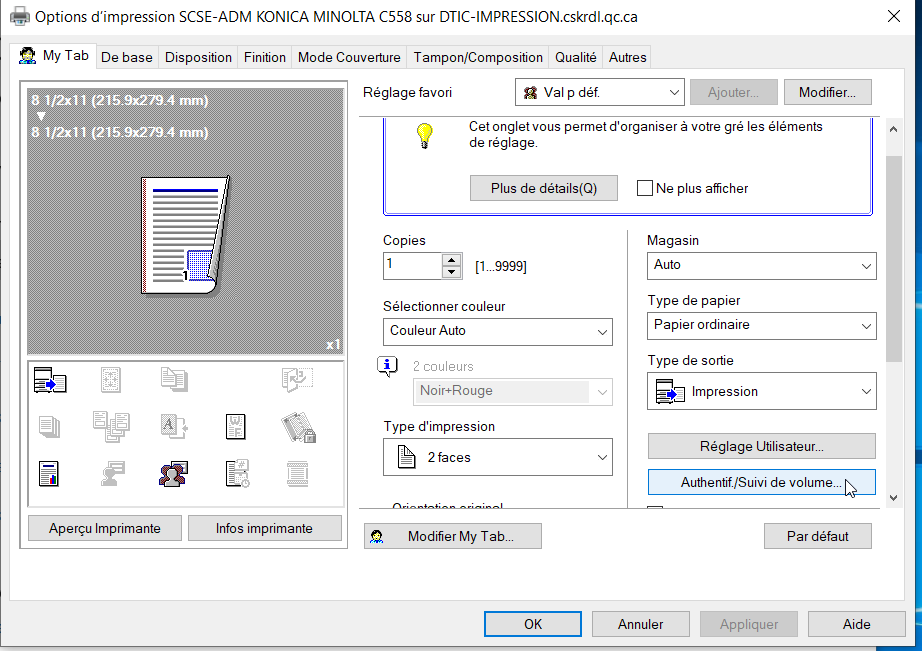 Options d'impression SCSE-ADM KONICA MINOLTA C558 sur DTIC-IMPRESSION.cskrdl.qc.ca
My Tab De base Disposition Finition Mode Couverture Tampon/Composition Qualité Autres
8 1/2x11 (215.9x279.4 mm)
8 1/2x11 (215.9x279.4 mm)
1
x1
Aperçu Imprimante Infos imprimante
Réglage favori Val p déf. Ajouter... Modifier...
Cet onglet vous permet d'organiser à votre gré les éléments
de réglage.
Plus de détails(Q) Ne plus afficher
Copies
1 [1...9999]
Sélectionner couleur
Couleur Auto
2 couleurs
Noir+Rouge
Type d'impression
2 faces
Orientation original
Magasin
Auto
Type de papier
Papier ordinaire
Type de sortie
Impression
Réglage Utilisateur...
Authentif./Suivi de volume...
Modifier My Tab... Par défaut
OK Annuler Appliquer Aide